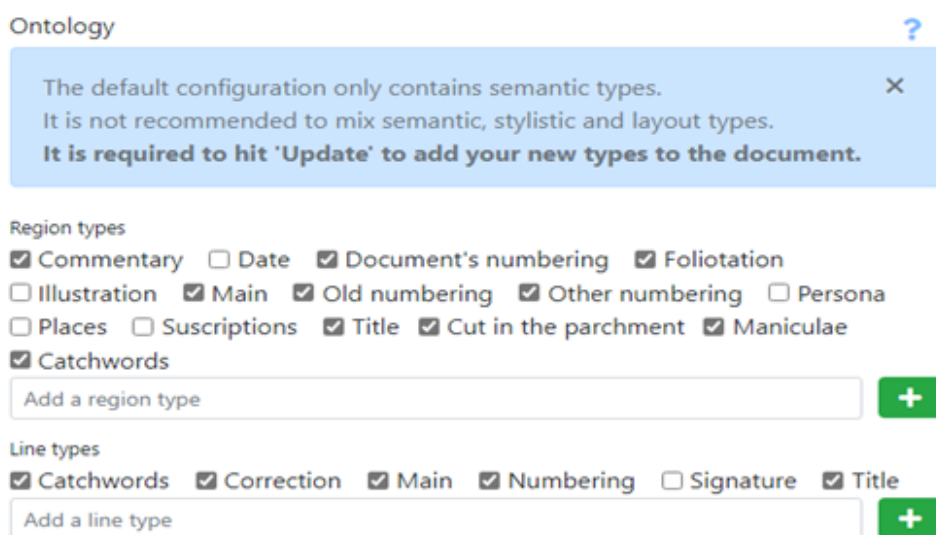 Ontology ?
The default configuration only contains semantic types. ×
It is not recommended to mix semantic, stylistic and layout types.
It is required to hit 'Update' to add your new types to the document.
Region types
Commentary Date Document's numbering Foliotation
Illustration Main Old numbering Other numbering Persona
Places Suscriptions Title Cut in the parchment Maniculae
Catchwords
Add a region type +
Line types
Catchwords Correction Main Numbering Signature Title
Add a line type +